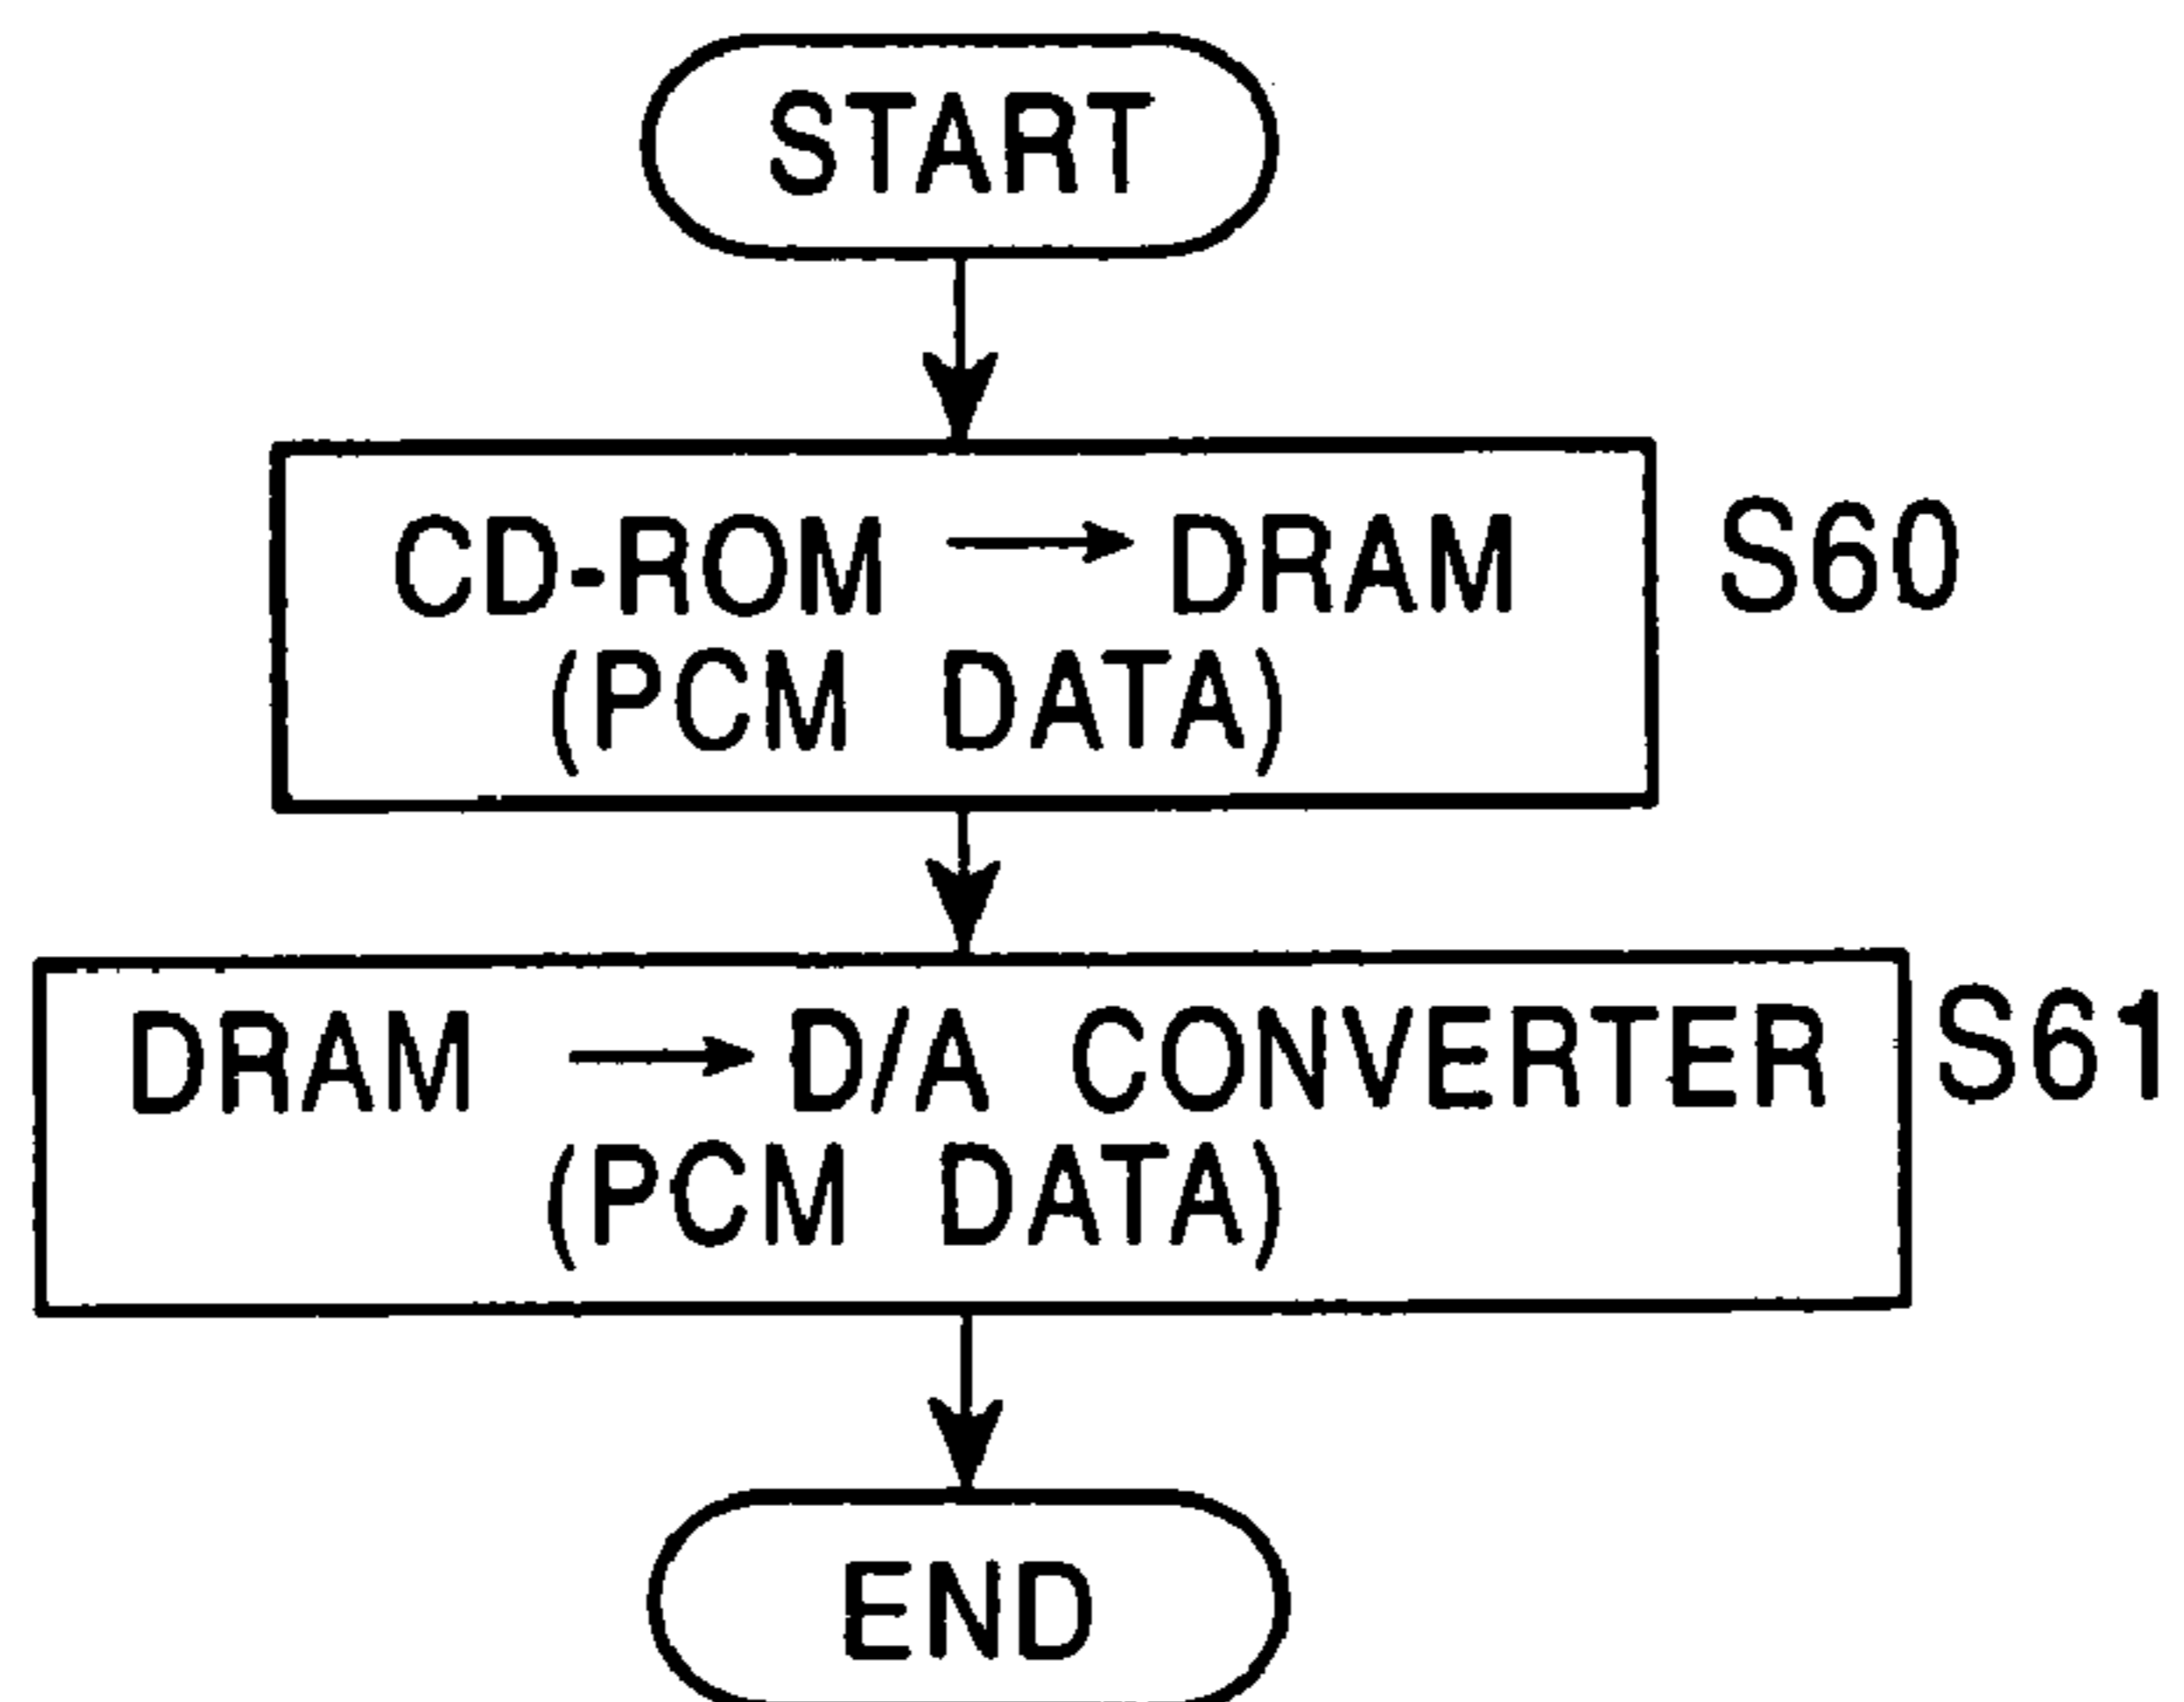 START
CD-ROM → DRAM S60
(PCM DATA)
DRAM → D/A CONVERTER S61
(PCM DATA)
END